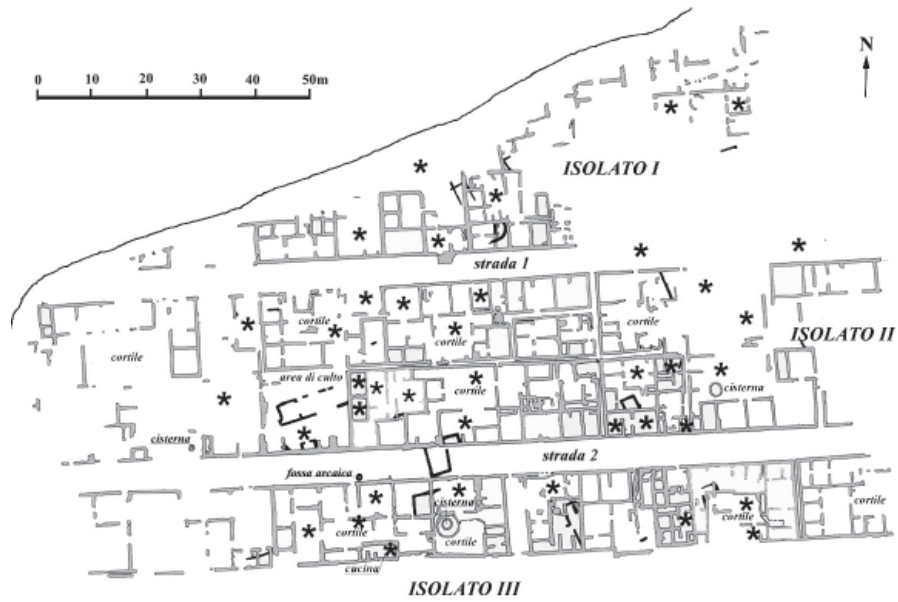 0 10 20 30 40 50m
N
ISOLATO I
strada 1
cortile
cortile
ISOLATO II
cortile
cortile
area di culto
cortile
cisterna
cisterna
strada 2
fossa arcaica
cisterna
cortile
cortile
cortile
cortile
cucina
ISOLATO III